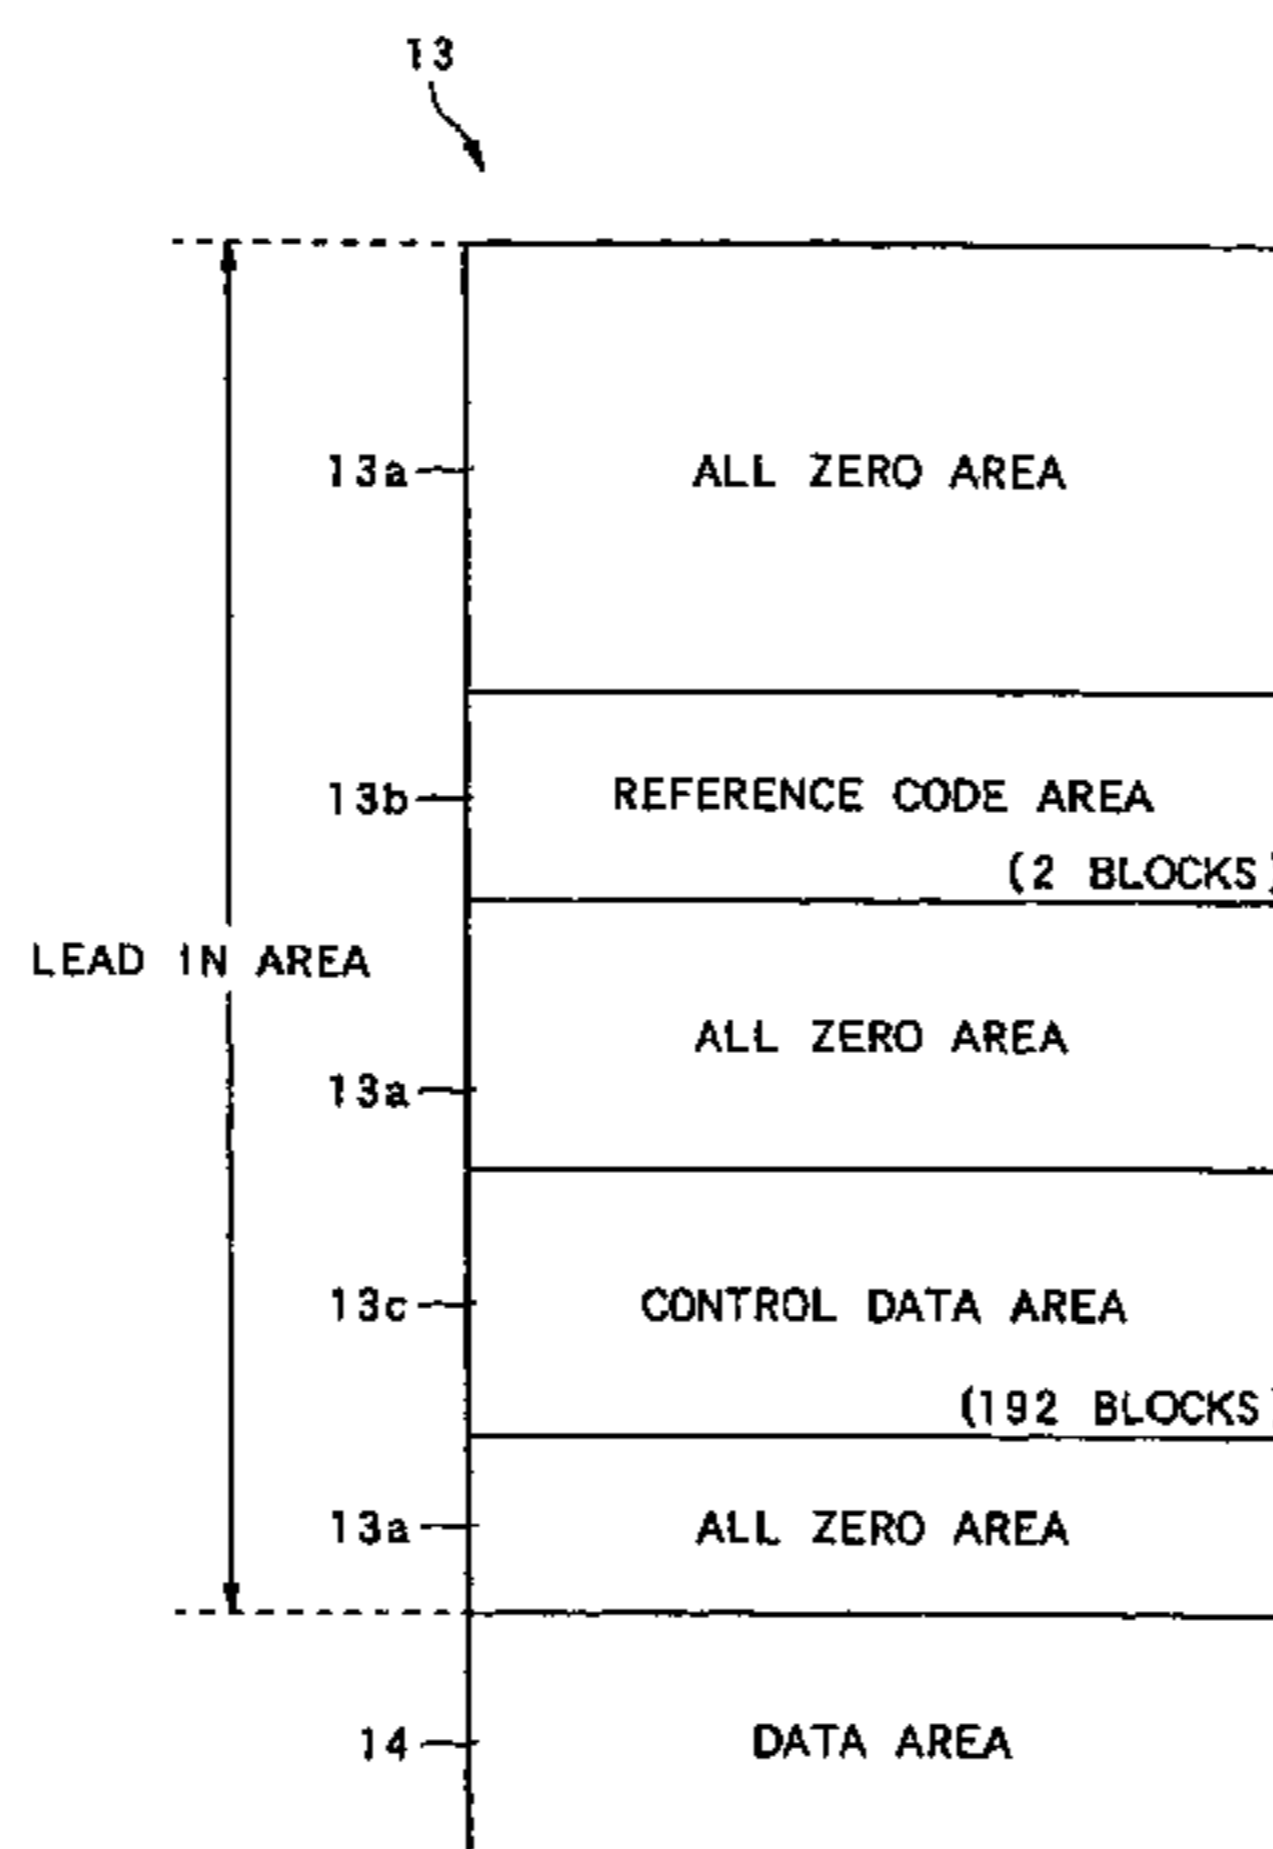 13
13a ALL ZERO AREA
13b REFERENCE CODE AREA
(2 BLOCKS)
LEAD IN AREA
ALL ZERO AREA
13a
13c CONTROL DATA AREA
(192 BLOCKS)
13a ALL ZERO AREA
14 DATA AREA